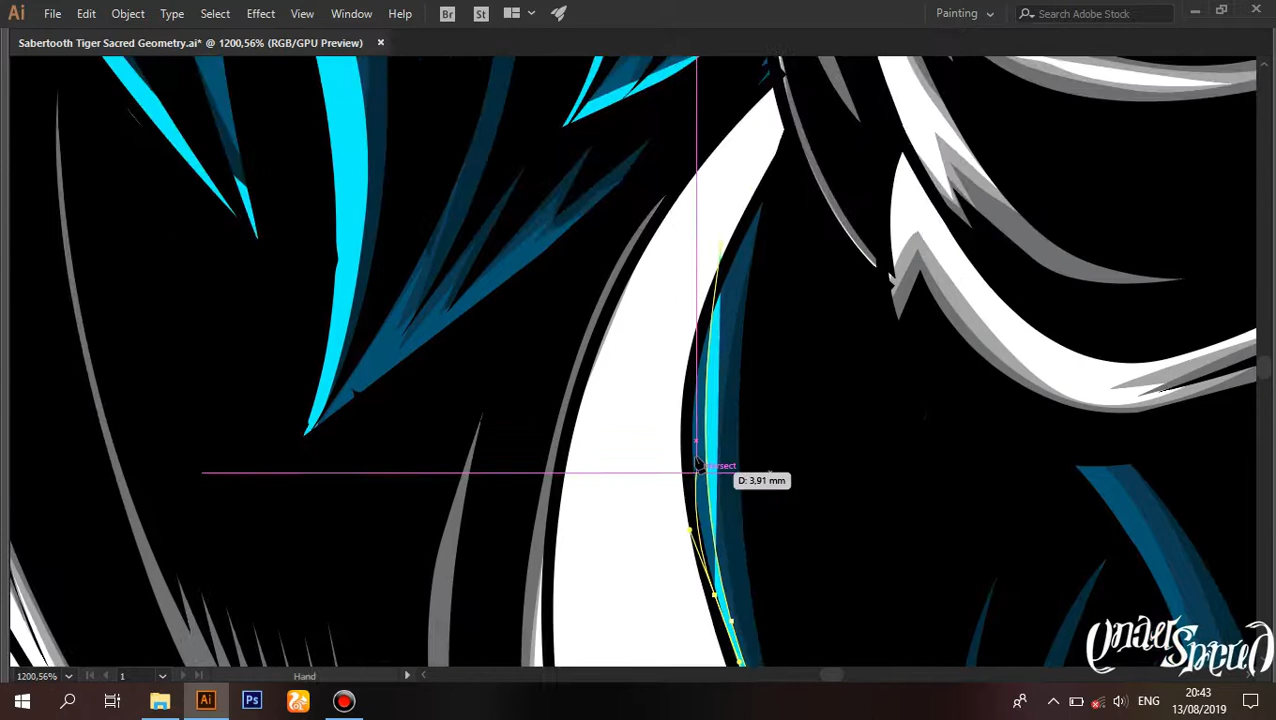 Ai File Edit Object Type Select Effect View Window Help Br St Painting Search Adobe Stock
Sabertooth Tiger Sacred Geometry.ai* @ 1200,56% (RGB/GPU Preview)
D: 3,91 mm
1200,56% 1 Hand
Ai Ps ENG 20:43
13/08/2019